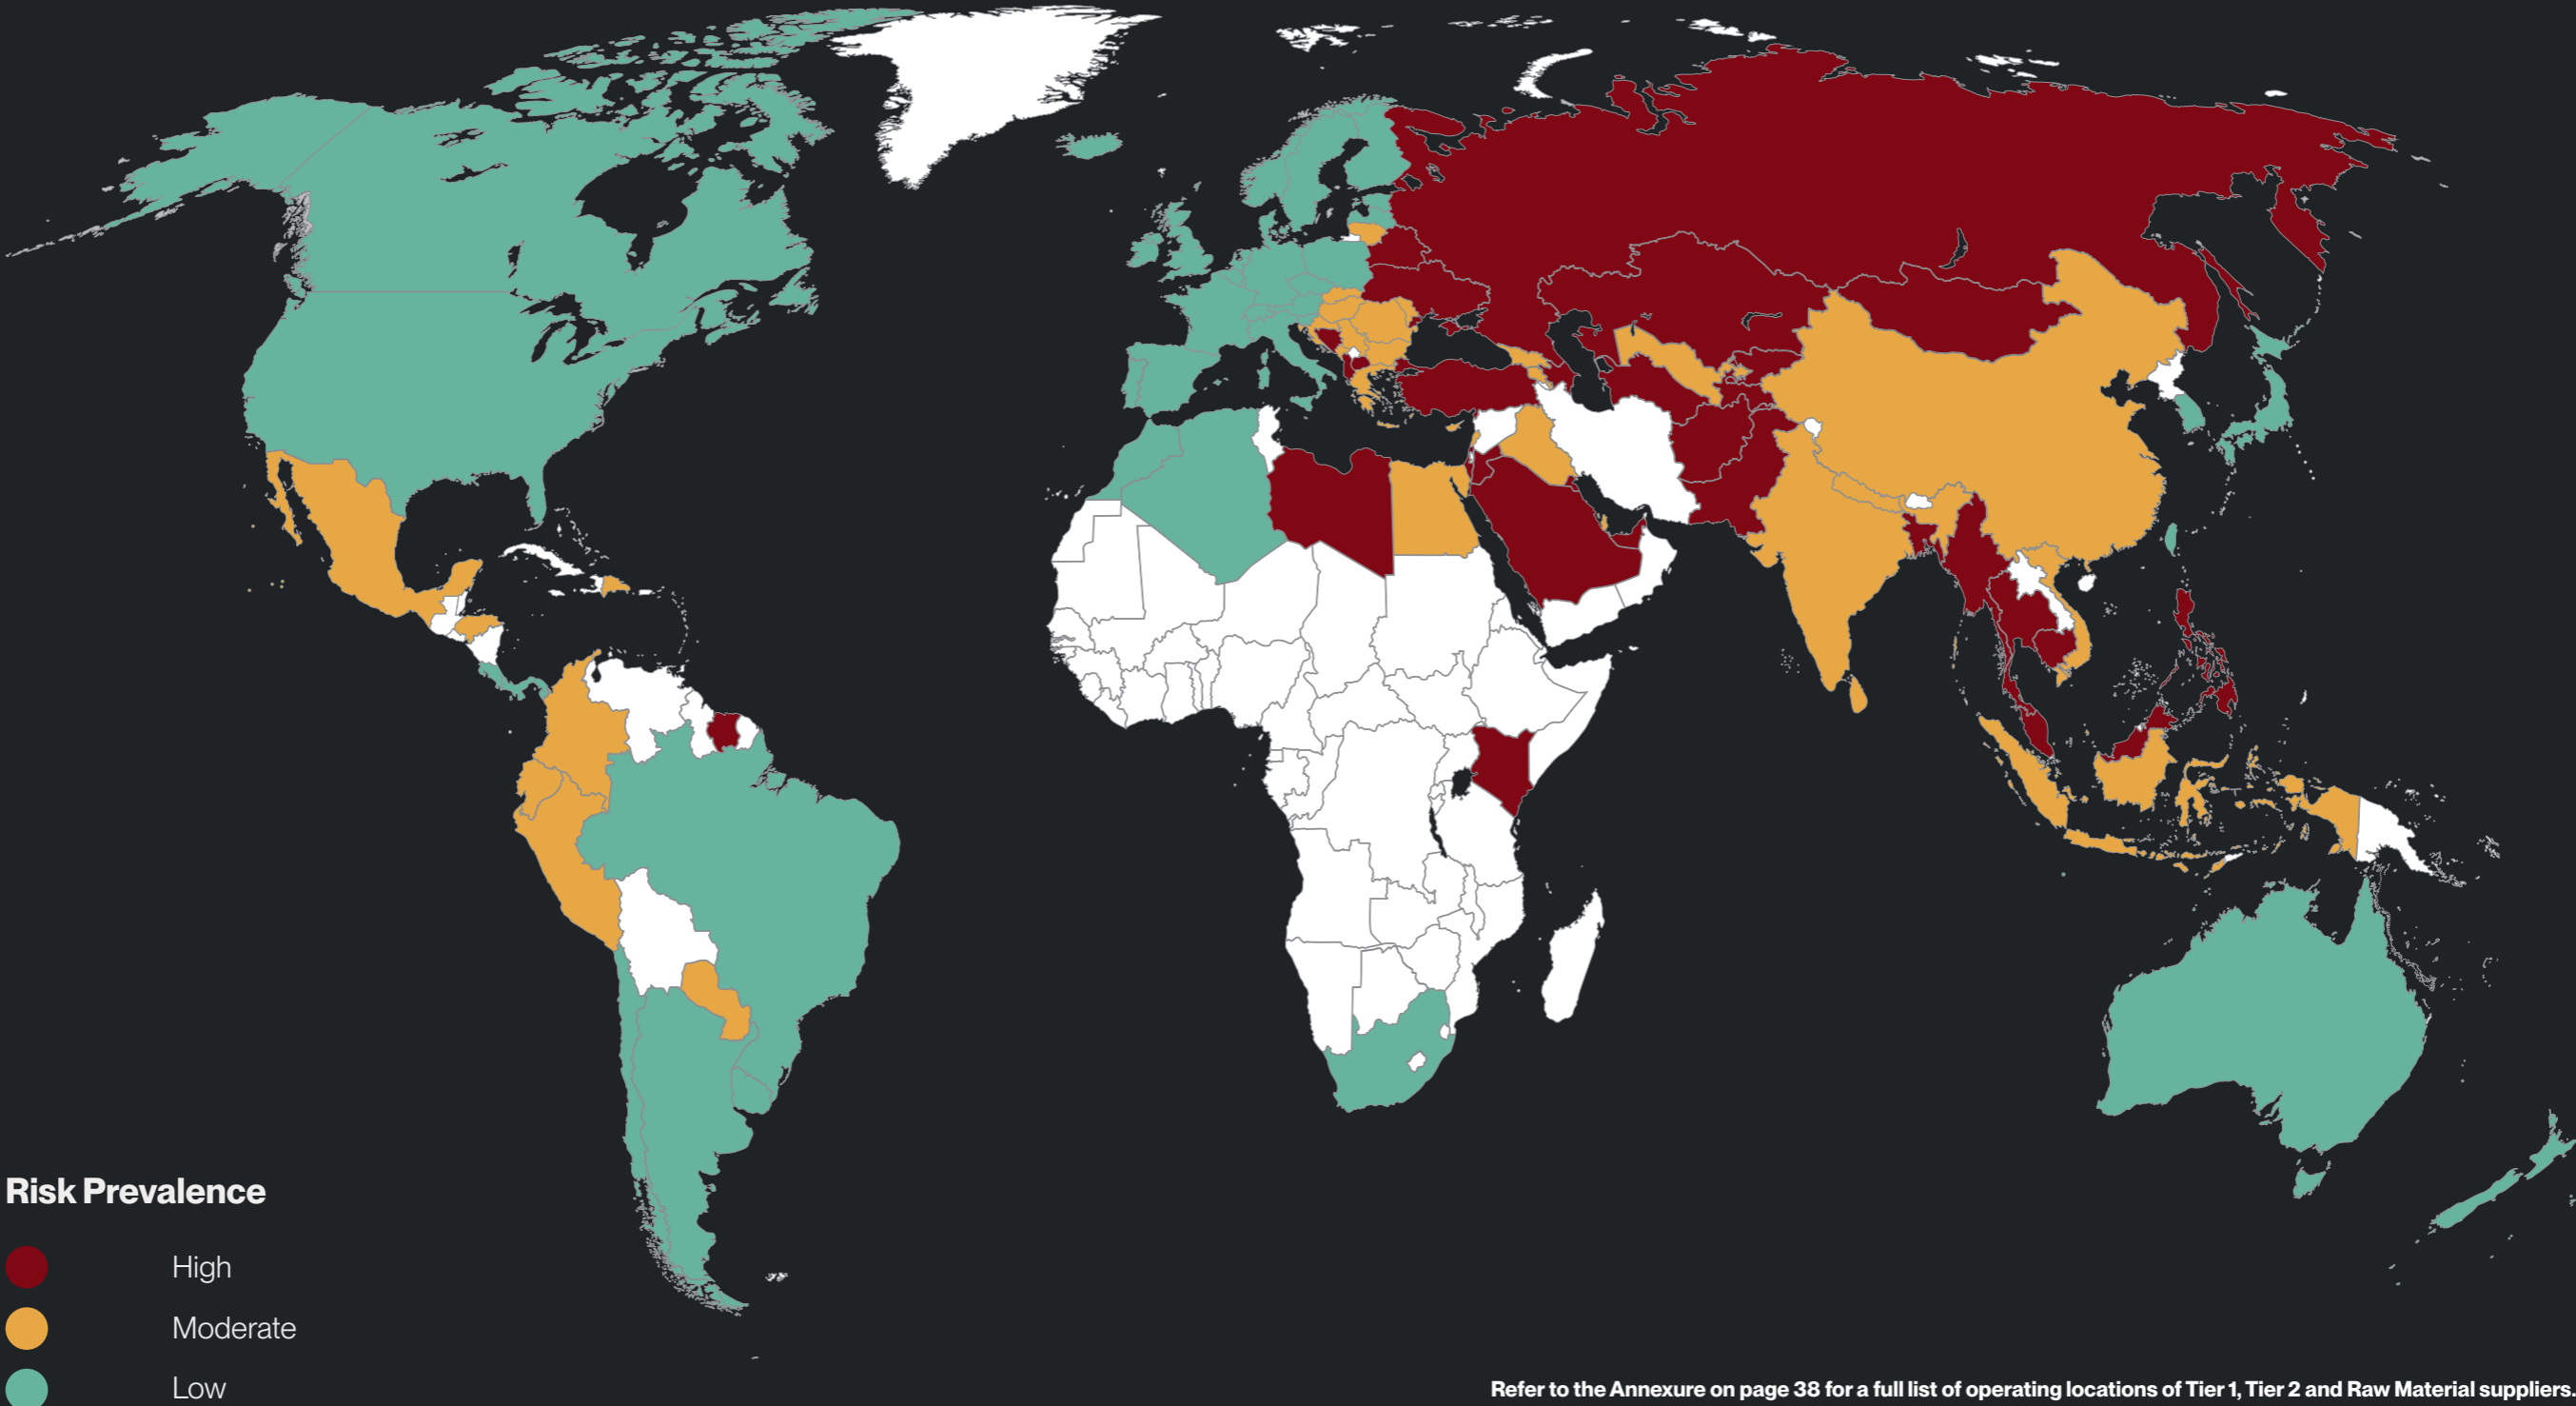 Risk Prevalence
High
Moderate
Low
Refer to the Annexure on page 38 for a full list of operating locations of Tier 1, Tier 2 and Raw Material suppliers.